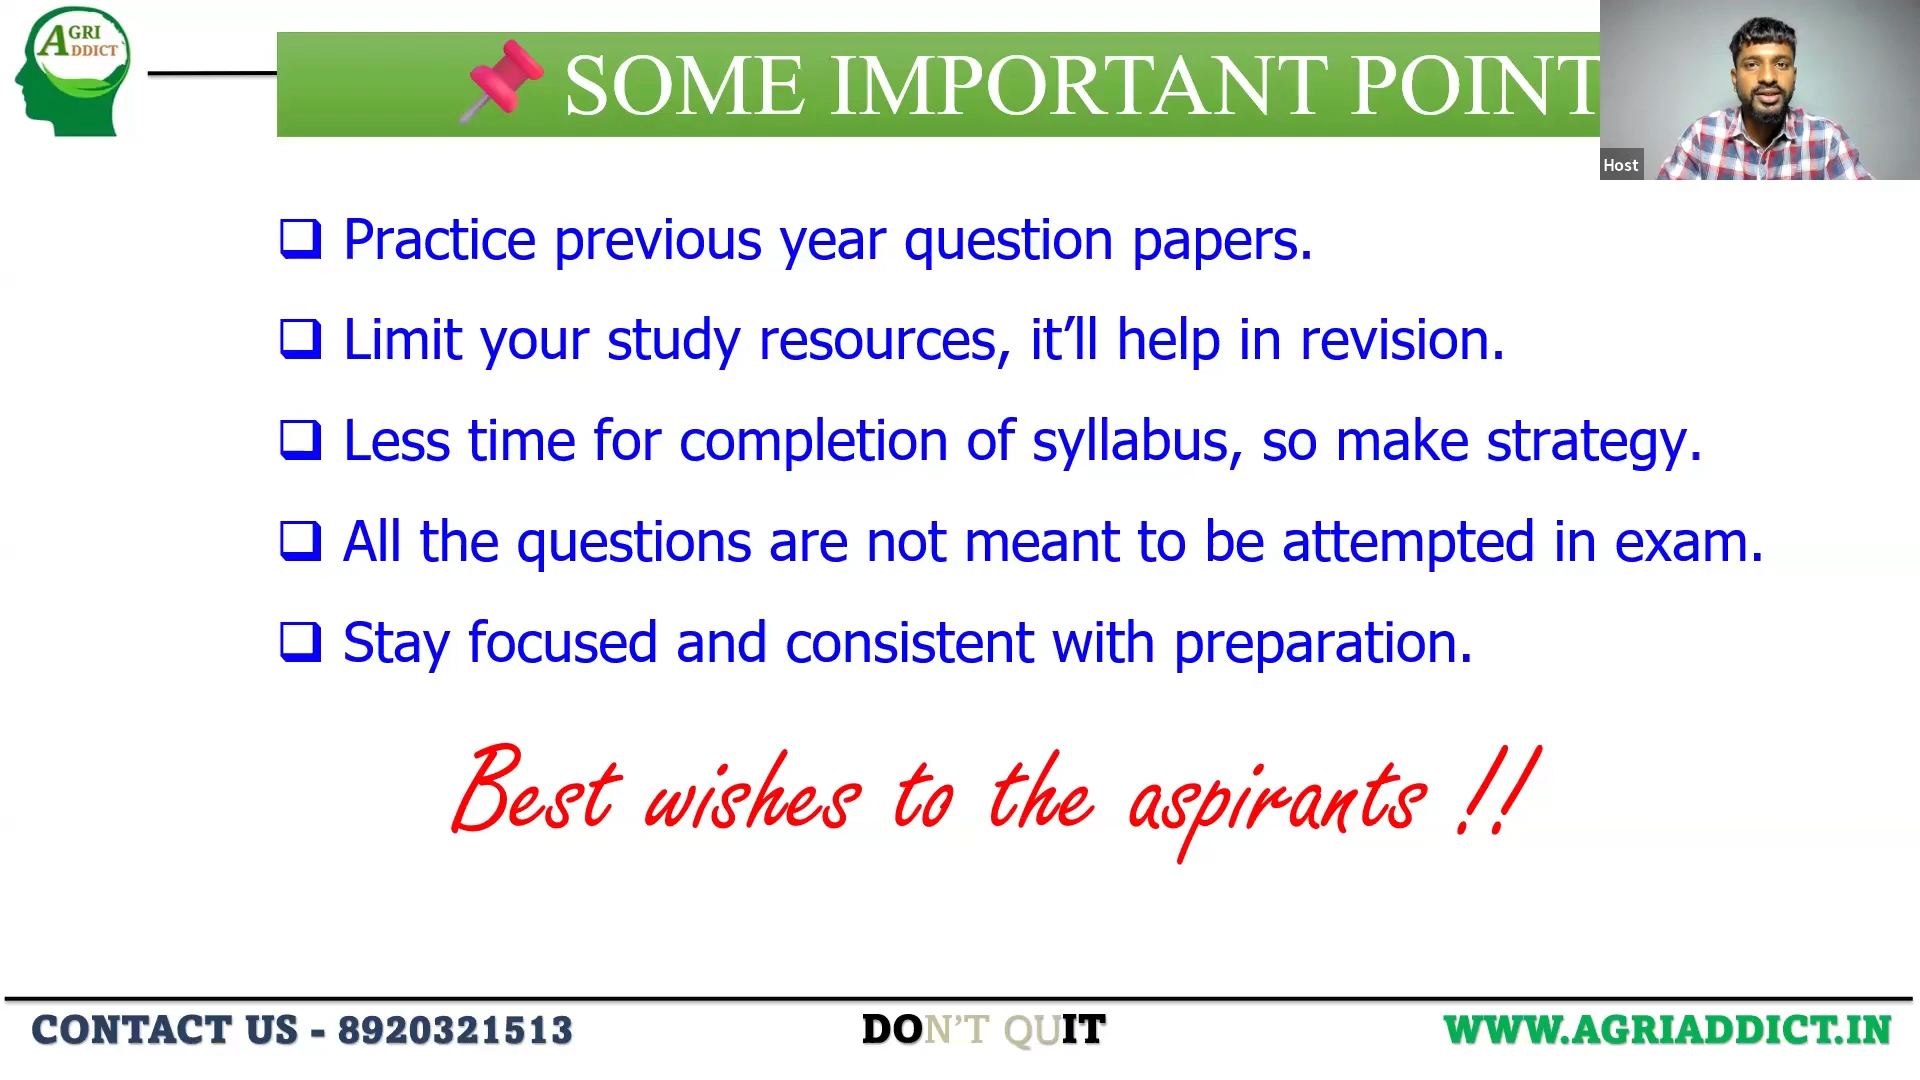 AGRI
ADDICT
SOME IMPORTANT POINT
Host
Practice previous year question papers.
Limit your study resources, it’ll help in revision.
Less time for completion of syllabus, so make strategy.
All the questions are not meant to be attempted in exam.
Stay focused and consistent with preparation.
Best wishes to the aspirants !!
CONTACT US - 8920321513
DON’T QUIT
WWW.AGRIADDICT.IN